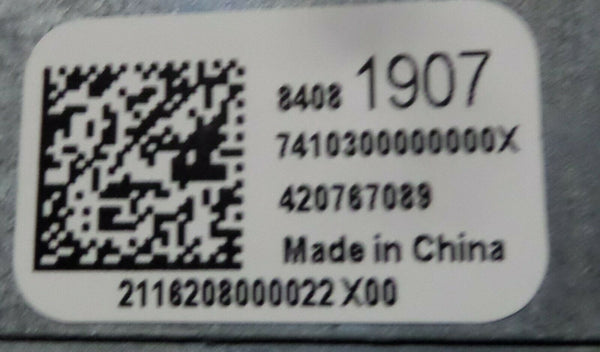 8408 1907
7410300000000X
420767089
Made in China
2116208000022 X00